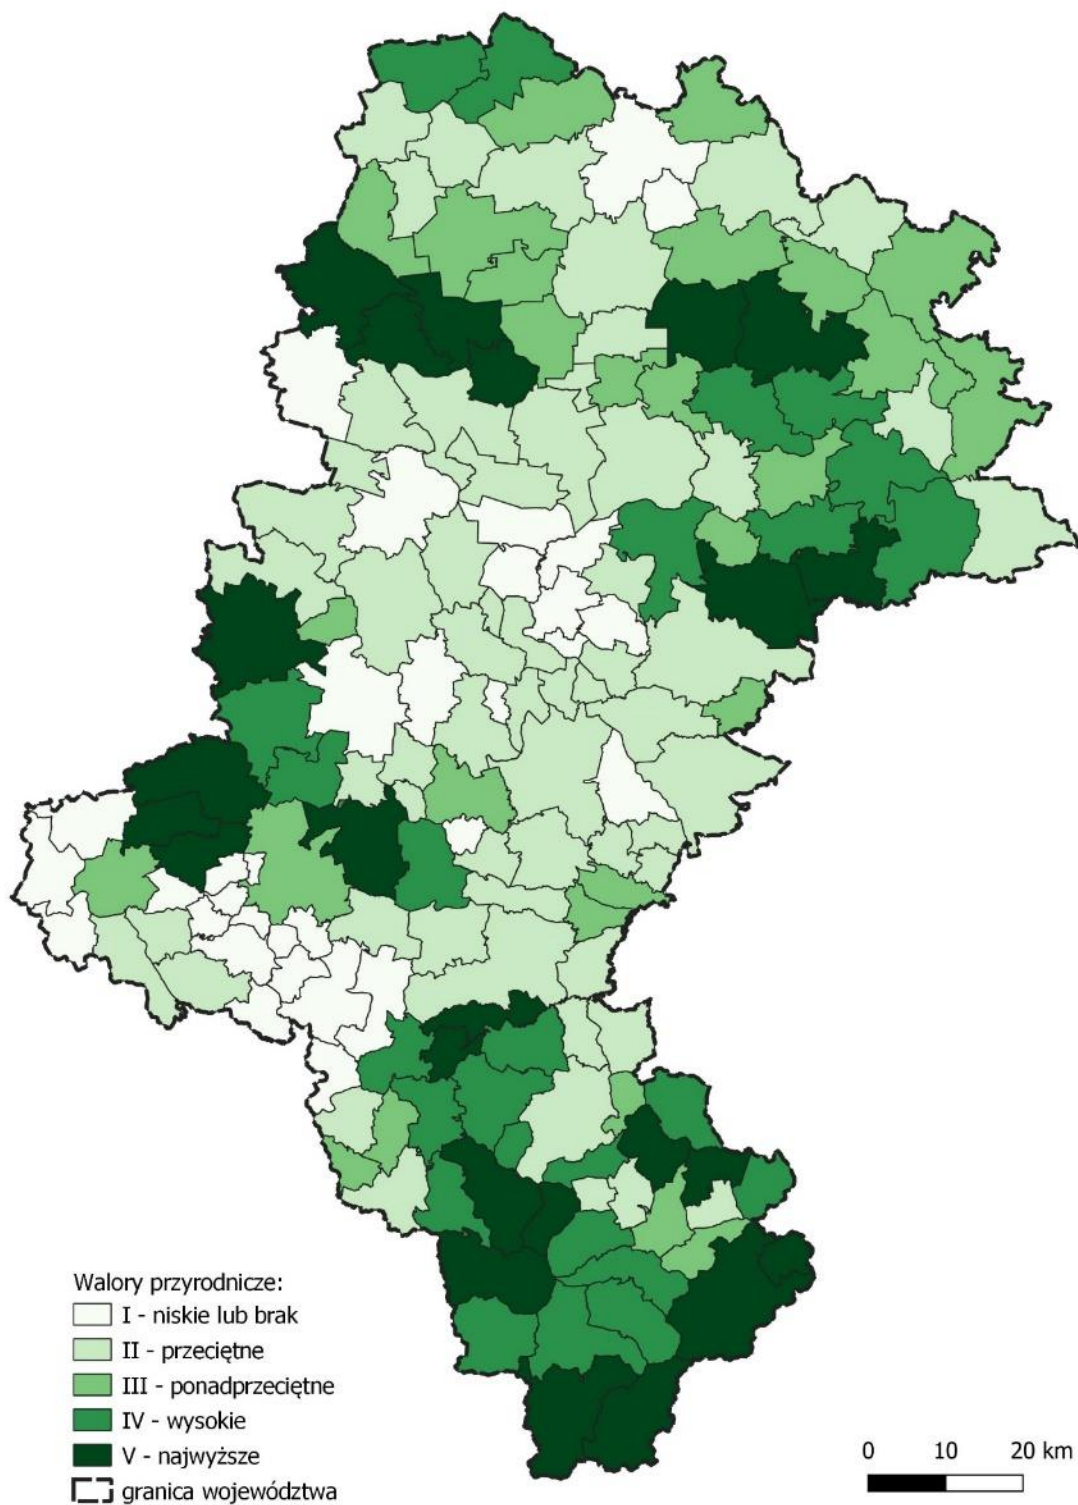 Walory przyrodnicze:
I - niskie lub brak
II - przeciętne
III - ponadprzeciętne
IV - wysokie
V - najwyższe
granica województwa
0 10 20 km